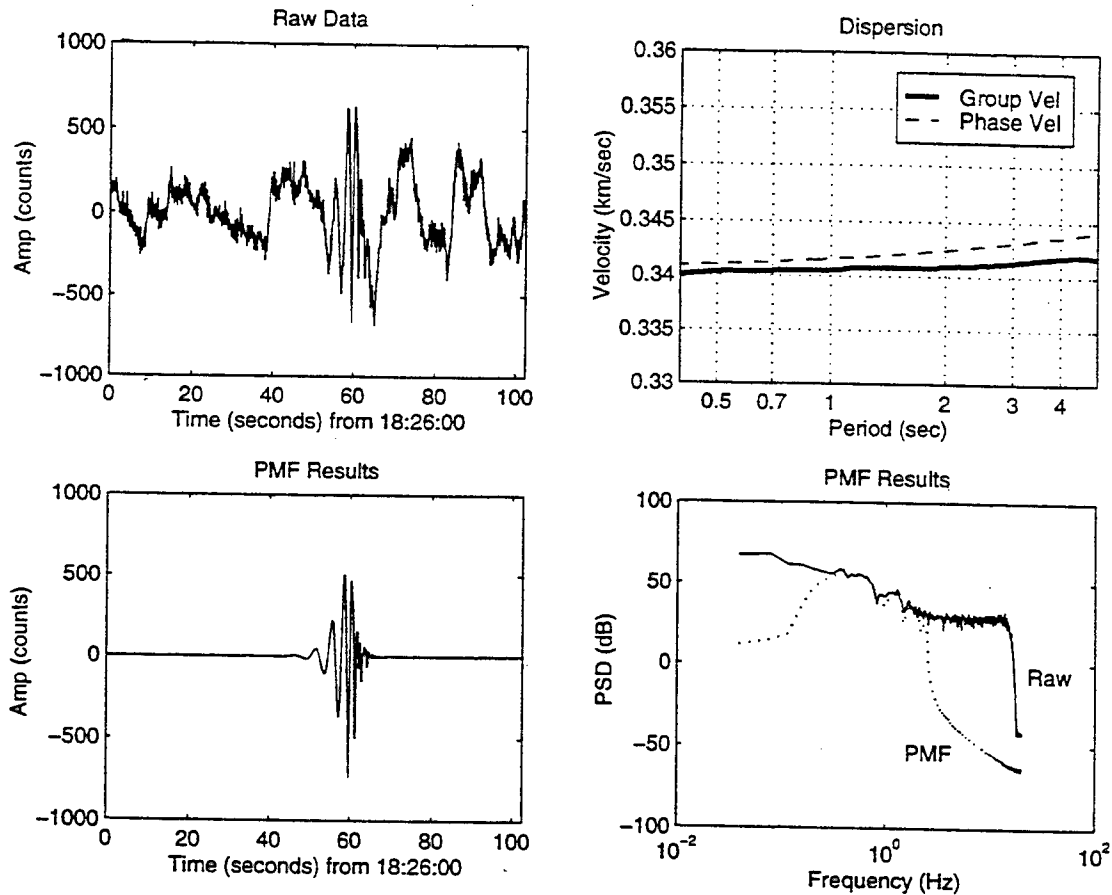 Raw Data
1000
500
0
−500
−1000
Amp (counts)
0 20 40 60 80 100
Time (seconds) from 18:26:00
Dispersion
0.36
0.355
0.35
0.345
0.34
0.335
0.33
Velocity (km/sec)
Group Vel
Phase Vel
0.5 0.7 1 2 3 4
Period (sec)
PMF Results
1000
500
0
−500
−1000
Amp (counts)
0 20 40 60 80 100
Time (seconds) from 18:26:00
PMF Results
100
50
0
−50
−100
PSD (dB)
Raw
PMF
10⁻² 10⁰ 10²
Frequency (Hz)